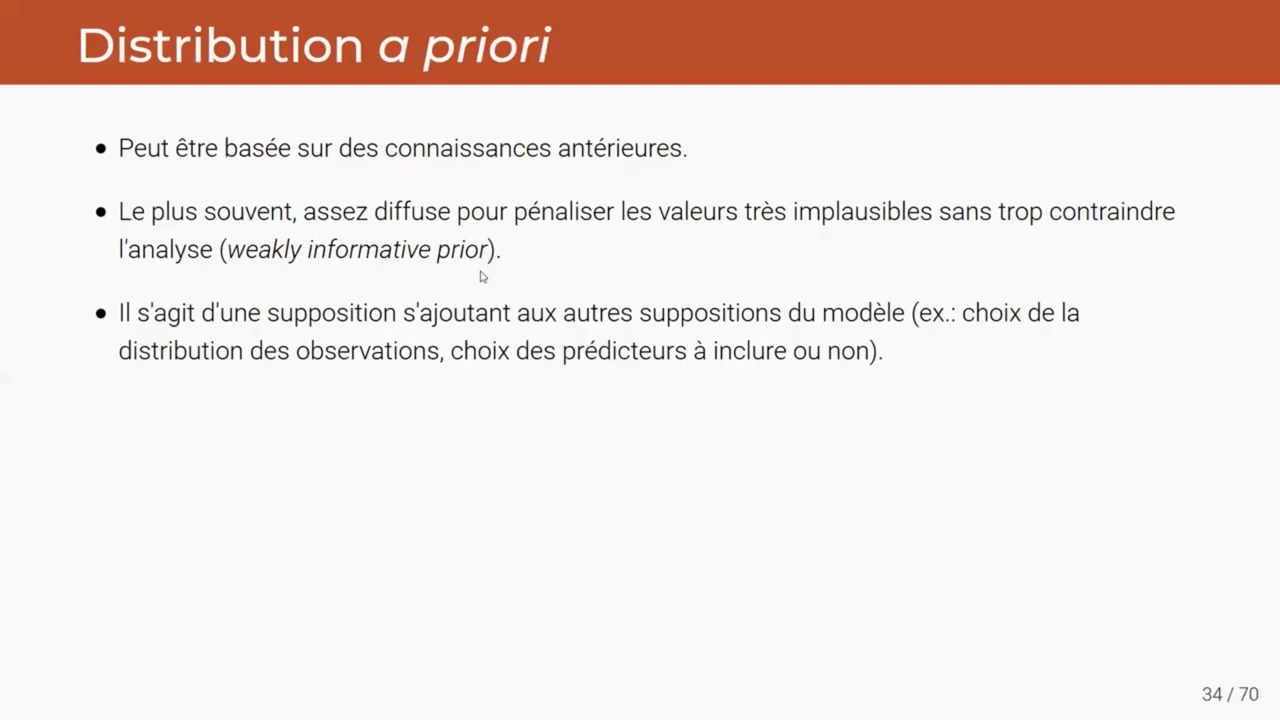 Distribution a priori
• Peut être basée sur des connaissances antérieures.
• Le plus souvent, assez diffuse pour pénaliser les valeurs très implausibles sans trop contraindre
l'analyse (weakly informative prior).
• Il s'agit d'une supposition s'ajoutant aux autres suppositions du modèle (ex.: choix de la
distribution des observations, choix des prédicteurs à inclure ou non).
34 / 70